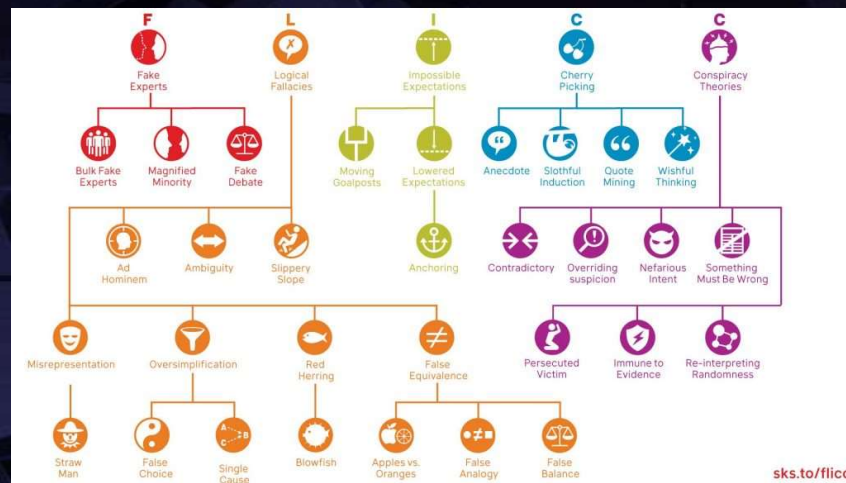 F L I C C
Fake
Experts
Logical
Fallacies
Impossible
Expectations
Cherry
Picking
Conspiracy
Theories
Bulk Fake
Experts
Magnified
Minority
Fake
Debate
Moving
Goalposts
Lowered
Expectations
Anecdote
Slothful
Induction
Quote
Mining
Wishful
Thinking
Ad
Hominem
Ambiguity
Slippery
Slope
Anchoring
Contradictory
Overriding
suspicion
Nefarious
Intent
Something
Must Be Wrong
Misrepresentation
Oversimplification
Red
Herring
False
Equivalence
Persecuted
Victim
Immune to
Evidence
Re-interpreting
Randomness
A
B
C
Straw
Man
False
Choice
Single
Cause
Blowfish
Apples vs.
Oranges
False
Analogy
False
Balance
sks.to/flicc